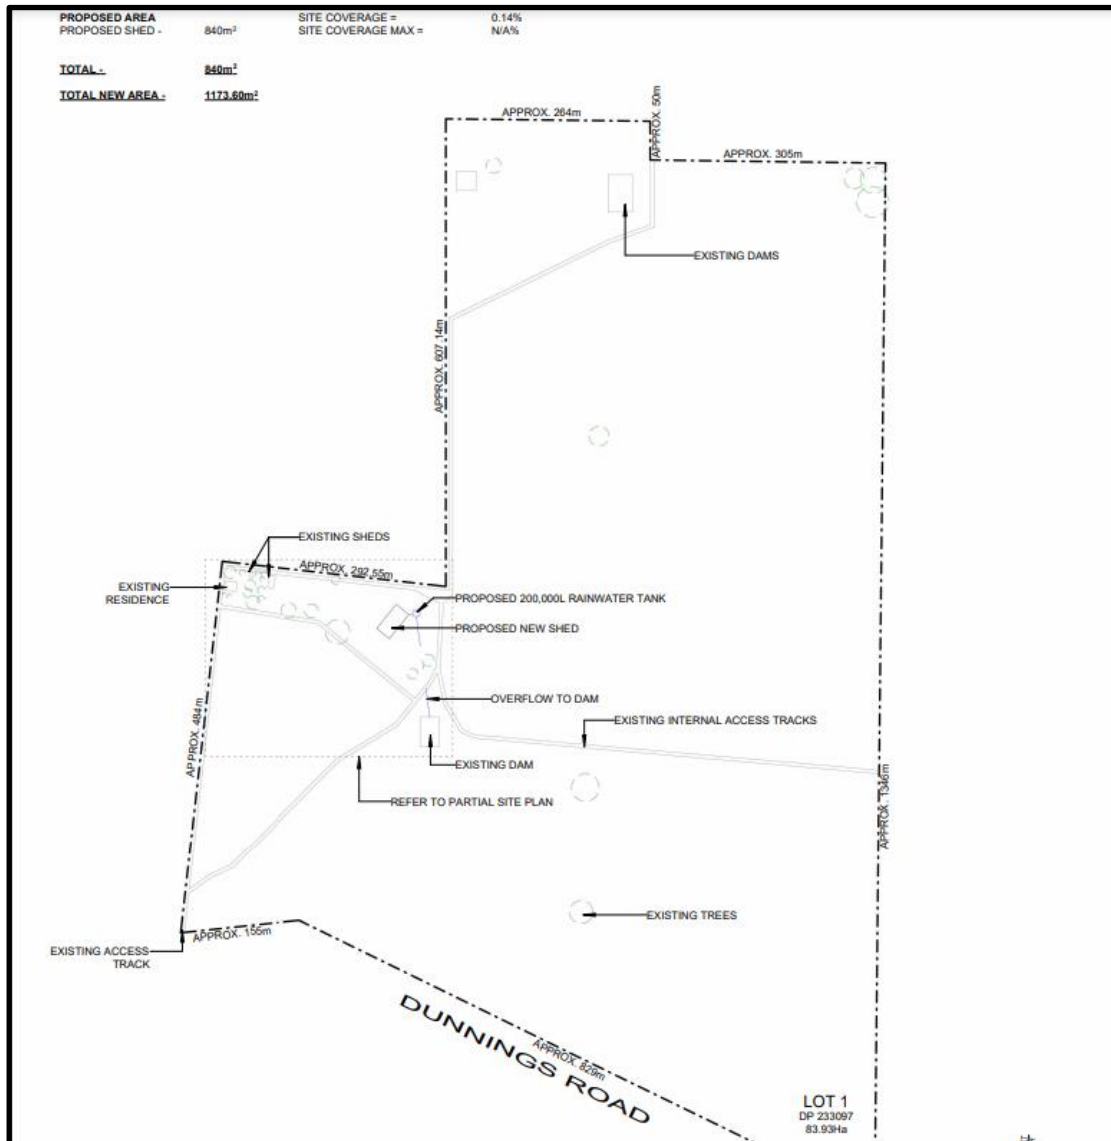 PROPOSED AREA
PROPOSED SHED - 840m²
SITE COVERAGE = 0.14%
SITE COVERAGE MAX = N/A%
TOTAL - 840m²
TOTAL NEW AREA - 1173.60m²
APPROX. 264m
APPROX. 50m
APPROX. 305m
EXISTING DAMS
APPROX. 607.14m
EXISTING SHEDS
APPROX. 292.55m
EXISTING
RESIDENCE
PROPOSED 200,000L RAINWATER TANK
PROPOSED NEW SHED
OVERFLOW TO DAM
APPROX. 484m
EXISTING INTERNAL ACCESS TRACKS
EXISTING DAM
APPROX. 1346m
REFER TO PARTIAL SITE PLAN
EXISTING TREES
APPROX. 155m
EXISTING ACCESS
TRACK
DUNNINGS ROAD
APPROX. 829m
LOT 1
DP 233097
83.93Ha